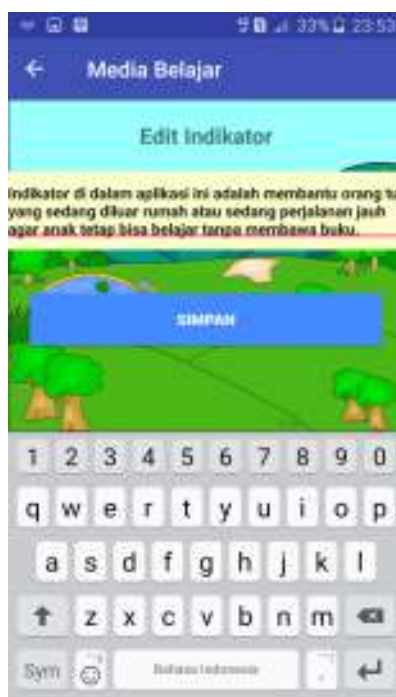 33% 23:53
Media Belajar
Edit Indikator
Indikator di dalam aplikasi ini adalah membantu orang tu
yang sedang diluar rumah atau sedang perjalanan jauh
agar anak tetap bisa belajar tanpa membawa buku.
SIMPAN
1 2 3 4 5 6 7 8 9 0
q w e r t y u i o p
a s d f g h j k l
z x c v b n m
Sym Bahasa Indonesia